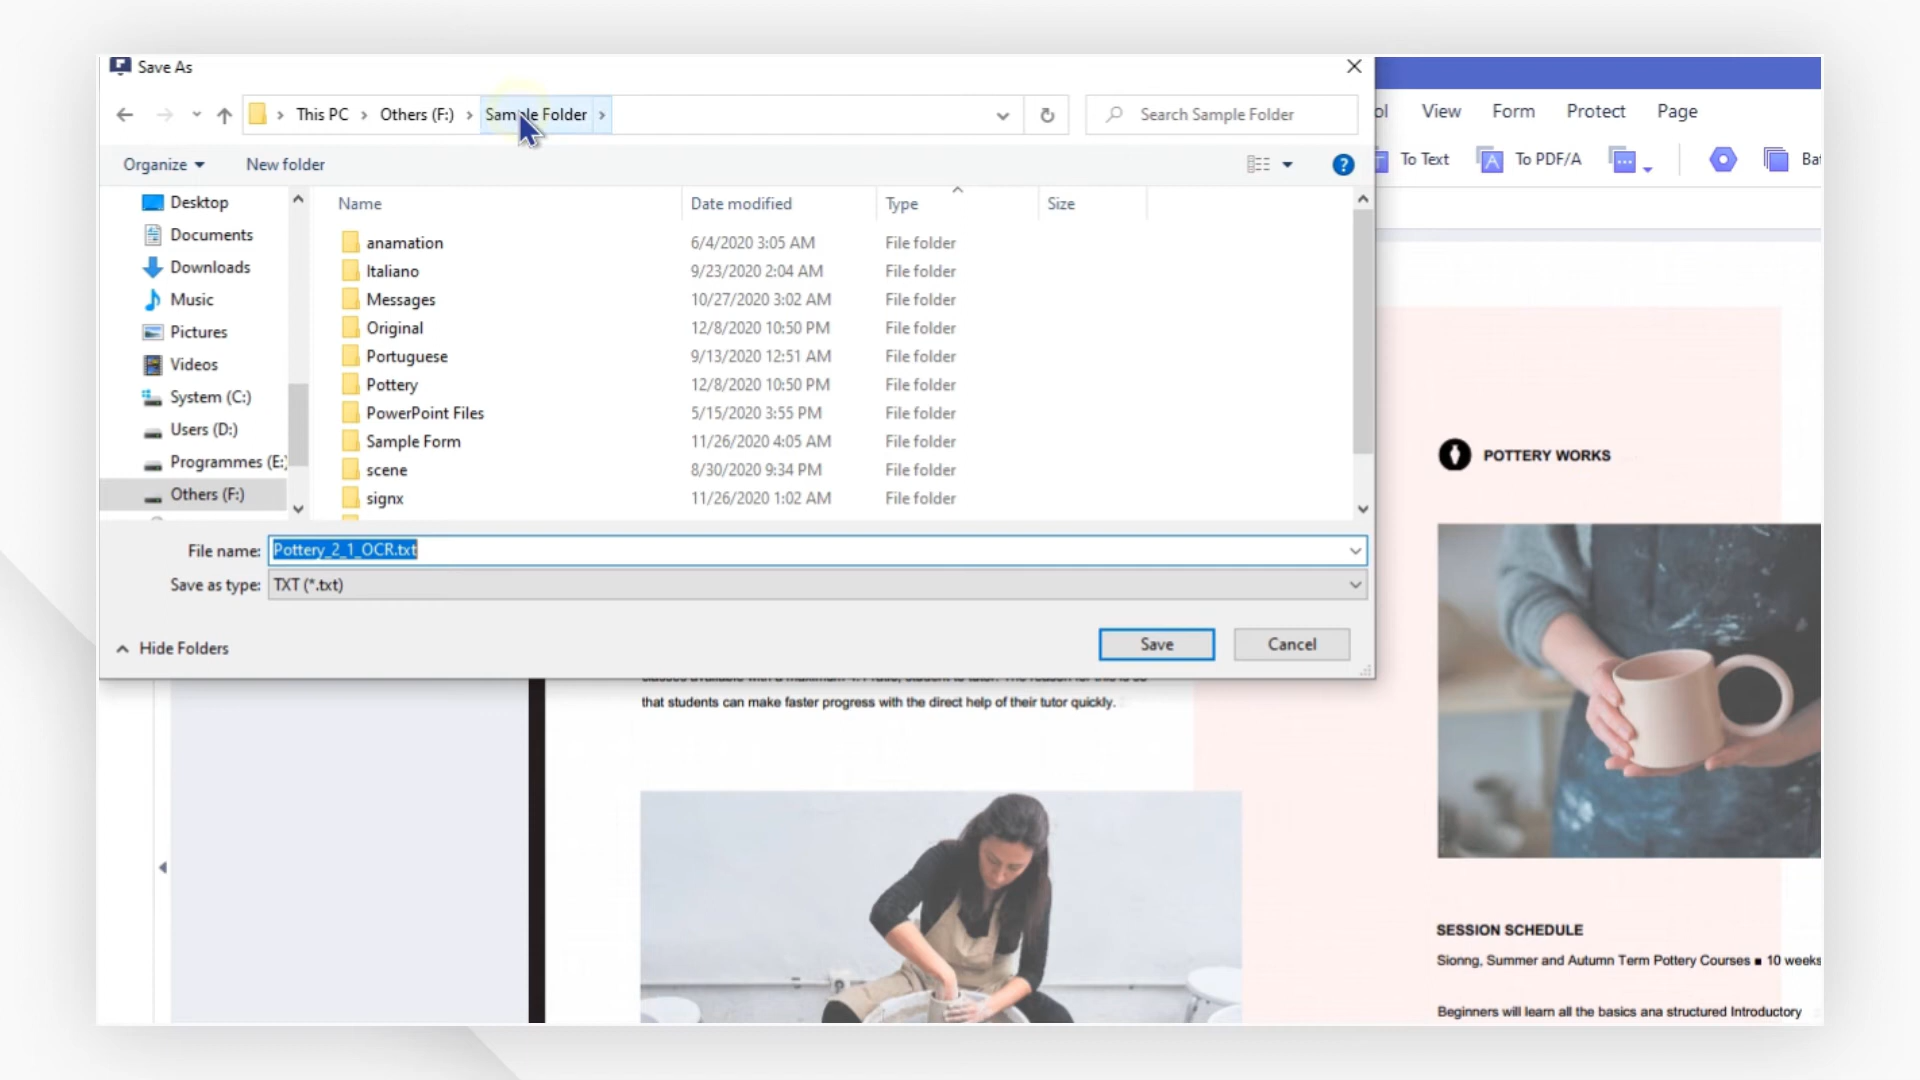 Save As
This PC Others (F:) Sample Folder
Search Sample Folder
View Form Protect Page
Organize New folder
To Text To PDF/A
Desktop
Documents
Downloads
Music
Pictures
Videos
System (C:)
Users (D:)
Programmes (E:)
Others (F:)
Name Date modified Type Size
anamation 6/4/2020 3:05 AM File folder
Italiano 9/23/2020 2:04 AM File folder
Messages 10/27/2020 3:02 AM File folder
Original 12/8/2020 10:50 PM File folder
Portuguese 9/13/2020 12:51 AM File folder
Pottery 12/8/2020 10:50 PM File folder
PowerPoint Files 5/15/2020 3:55 PM File folder
Sample Form 11/26/2020 4:05 AM File folder
scene 8/30/2020 9:34 PM File folder
signx 11/26/2020 1:02 AM File folder
File name: Pottery_2_1_OCR.txt
Save as type: TXT (*.txt)
Hide Folders
Save Cancel
that students can make faster progress with the direct help of their tutor quickly.
POTTERY WORKS
SESSION SCHEDULE
Sionng, Summer and Autumn Term Pottery Courses ■ 10 weeks
Beginners will learn all the basics ana structured Introductory